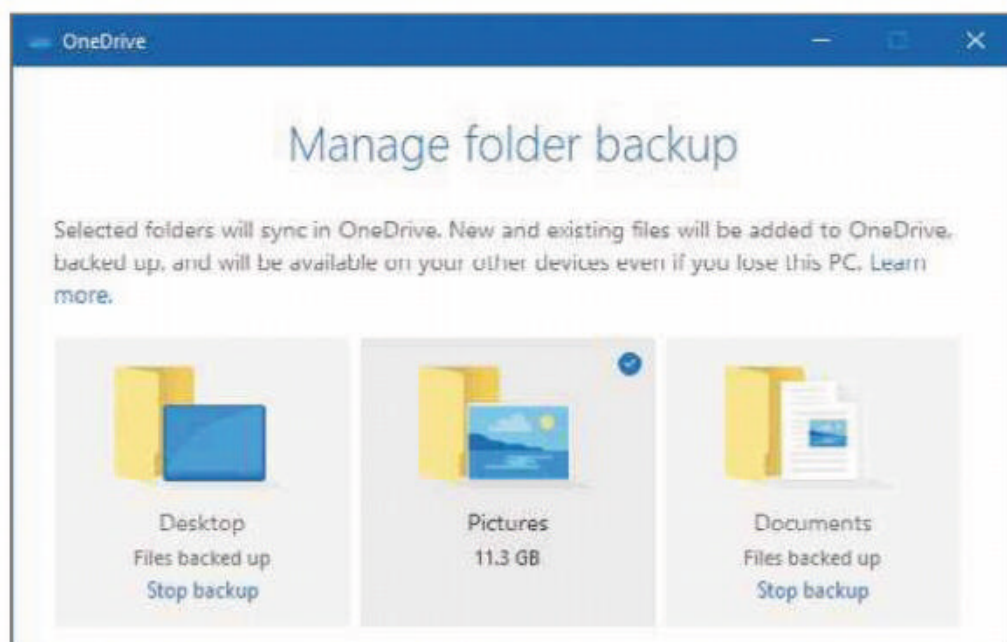 OneDrive
Manage folder backup
Selected folders will sync in OneDrive. New and existing files will be added to OneDrive,
backed up, and will be available on your other devices even if you lose this PC. Learn
more.
Desktop
Files backed up
Stop backup
Pictures
11.3 GB
Documents
Files backed up
Stop backup